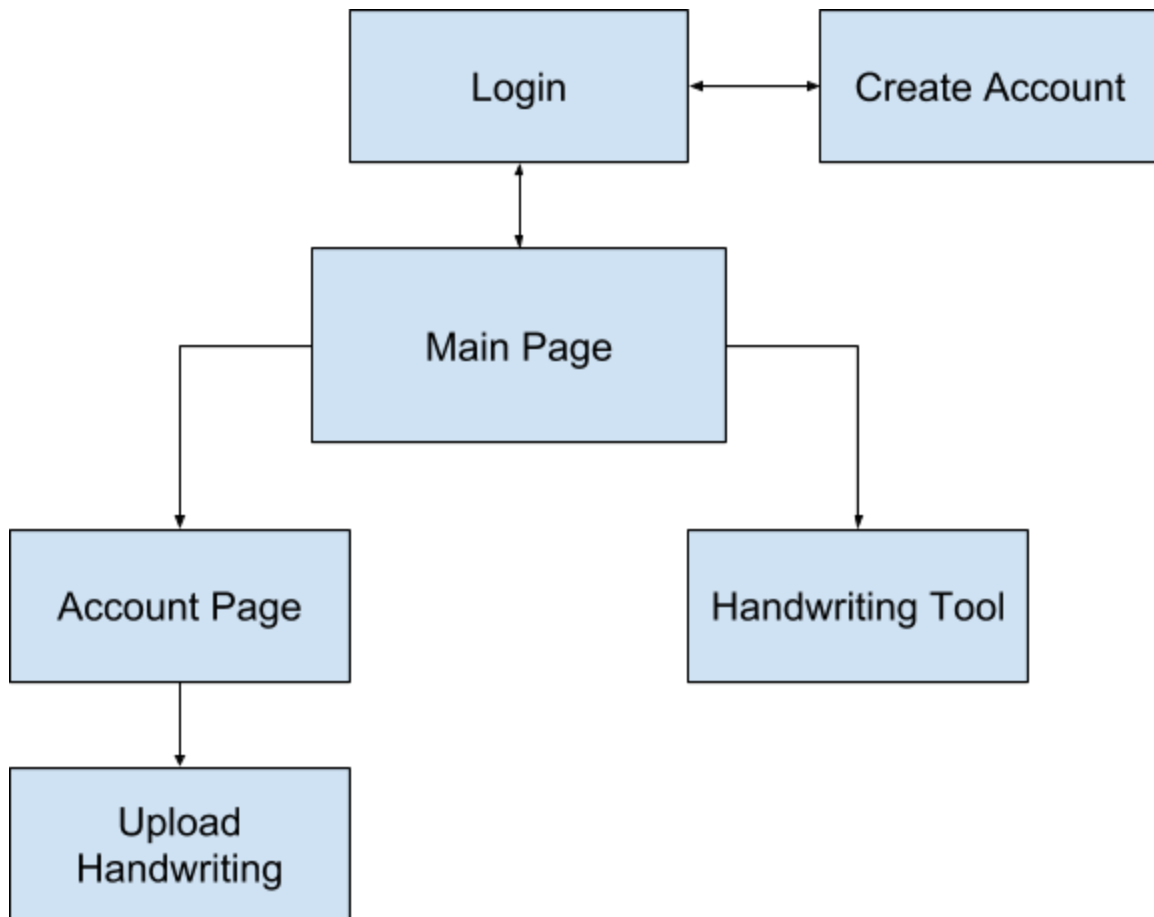 Login
Create Account
Main Page
Account Page
Handwriting Tool
Upload
Handwriting